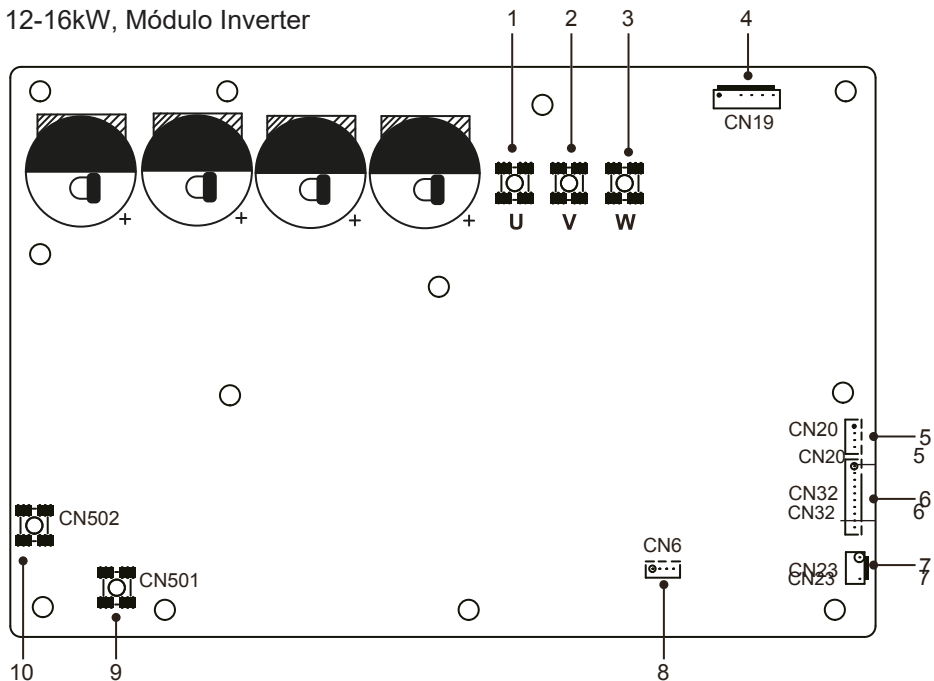 12-16kW, Módulo Inverter
1 2 3 4
CN19
U V W
CN20 5
CN20 5
CN32 6
CN32 6
CN502
CN6
CN23 7
CN23 7
CN501
10 9 8